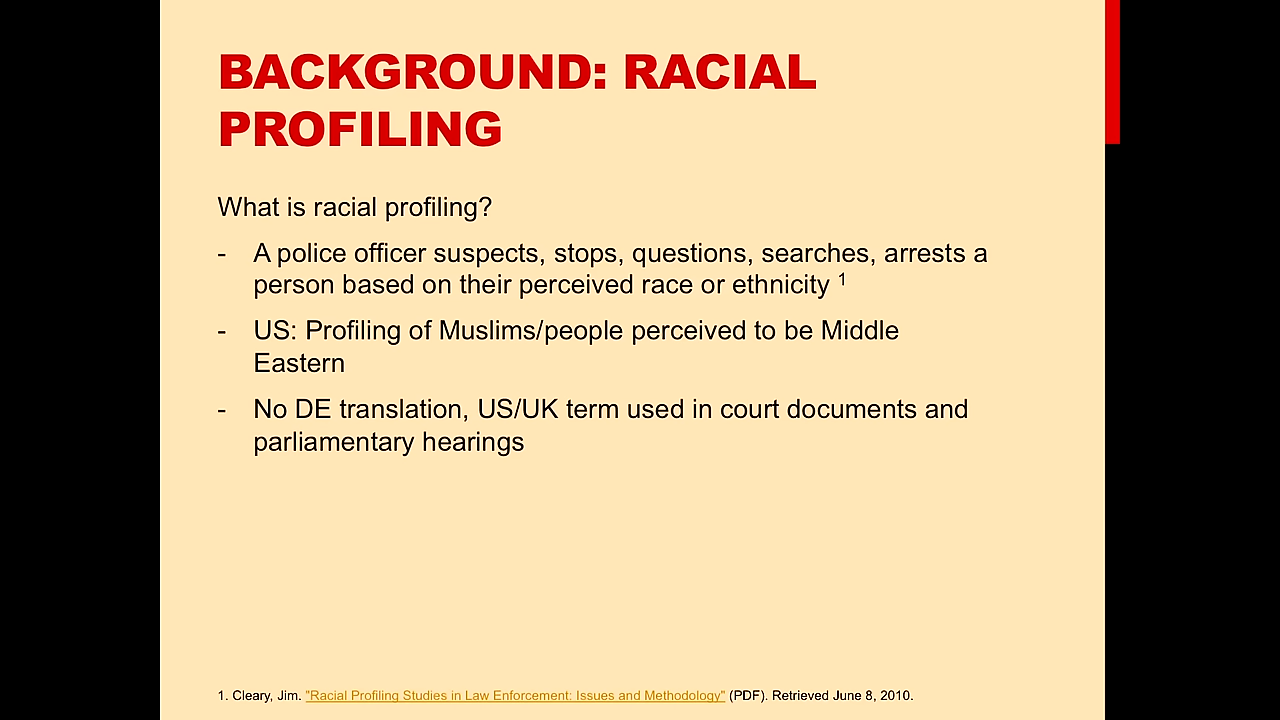 BACKGROUND: RACIAL
PROFILING
What is racial profiling?
- A police officer suspects, stops, questions, searches, arrests a
person based on their perceived race or ethnicity 1
- US: Profiling of Muslims/people perceived to be Middle
Eastern
- No DE translation, US/UK term used in court documents and
parliamentary hearings
1. Cleary, Jim. "Racial Profiling Studies in Law Enforcement: Issues and Methodology" (PDF). Retrieved June 8, 2010.